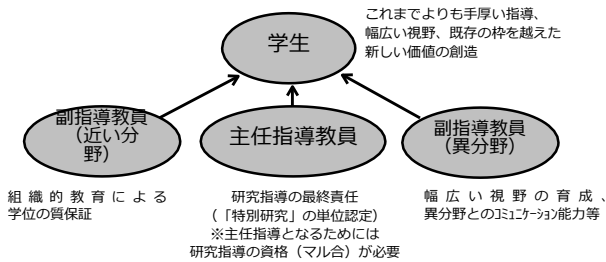 これまでよりも手厚い指導、
幅広い視野、既存の枠を越えた
新しい価値の創造
学生
副指導教員
（近い分
野）
主任指導教員
副指導教員
（異分野）
組織的教育による
学位の質保証
研究指導の最終責任
（「特別研究」の単位認定）
※主任指導となるためには
研究指導の資格（マル合）が必要
幅広い視野の育成、
異分野とのｺﾐｭﾆｹｰｼｮﾝ能力等